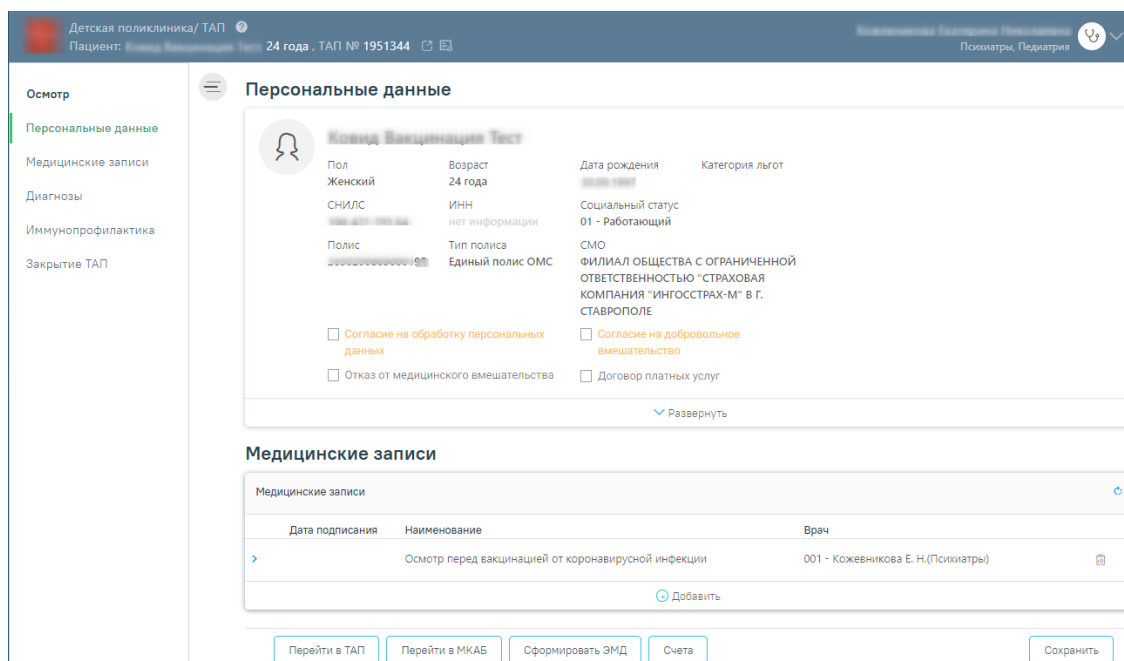 Детская поликлиника/ ТАП ?
Пациент: 24 года , ТАП № 1951344
Психиатры, Педиатрия
Осмотр
Персональные данные
Медицинские записи
Диагнозы
Иммунопрофилактика
Закрытие ТАП
Персональные данные
Ковид Вакцинация Тест
Пол Возраст Дата рождения Категория льгот
Женский 24 года
СНИЛС ИНН Социальный статус
нет информации 01 - Работающий
Полис Тип полиса СМО
Единый полис ОМС ФИЛИАЛ ОБЩЕСТВА С ОГРАНИЧЕННОЙ
ОТВЕТСТВЕННОСТЬЮ "СТРАХОВАЯ
КОМПАНИЯ "ИНГОССТРАХ-М" В Г.
СТАВРОПОЛЕ
Согласие на обработку персональных данных
Согласие на добровольное вмешательство
Отказ от медицинского вмешательства
Договор платных услуг
Развернуть
Медицинские записи
Медицинские записи
Дата подписания Наименование Врач
Осмотр перед вакцинацией от коронавирусной инфекции 001 - Кожевникова Е. Н.(Психиатры)
Добавить
Перейти в ТАП Перейти в МКАБ Сформировать ЭМД Счета Сохранить